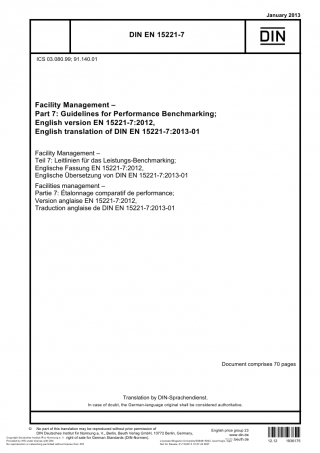 January 2013
DIN EN 15221-7
DIN
ICS 03.080.99; 91.140.01
Facility Management –
Part 7: Guidelines for Performance Benchmarking;
English version EN 15221-7:2012,
English translation of DIN EN 15221-7:2013-01
Facility Management –
Teil 7: Leitlinien für das Leistungs-Benchmarking;
Englische Fassung EN 15221-7:2012,
Englische Übersetzung von DIN EN 15221-7:2013-01
Facilities management –
Partie 7: Étalonnage comparatif de performance;
Version anglaise EN 15221-7:2012,
Traduction anglaise de DIN EN 15221-7:2013-01
Document comprises 70 pages
Translation by DIN-Sprachendienst.
In case of doubt, the German-language original shall be considered authoritative.
No part of this translation may be reproduced without prior permission of
DIN Deutsches Institut für Normung e. V., Berlin. Beuth Verlag GmbH, 10772 Berlin, Germany,
right of sale for German Standards (DIN-Normen).
English price group 23
www.din.de
www.beuth.de